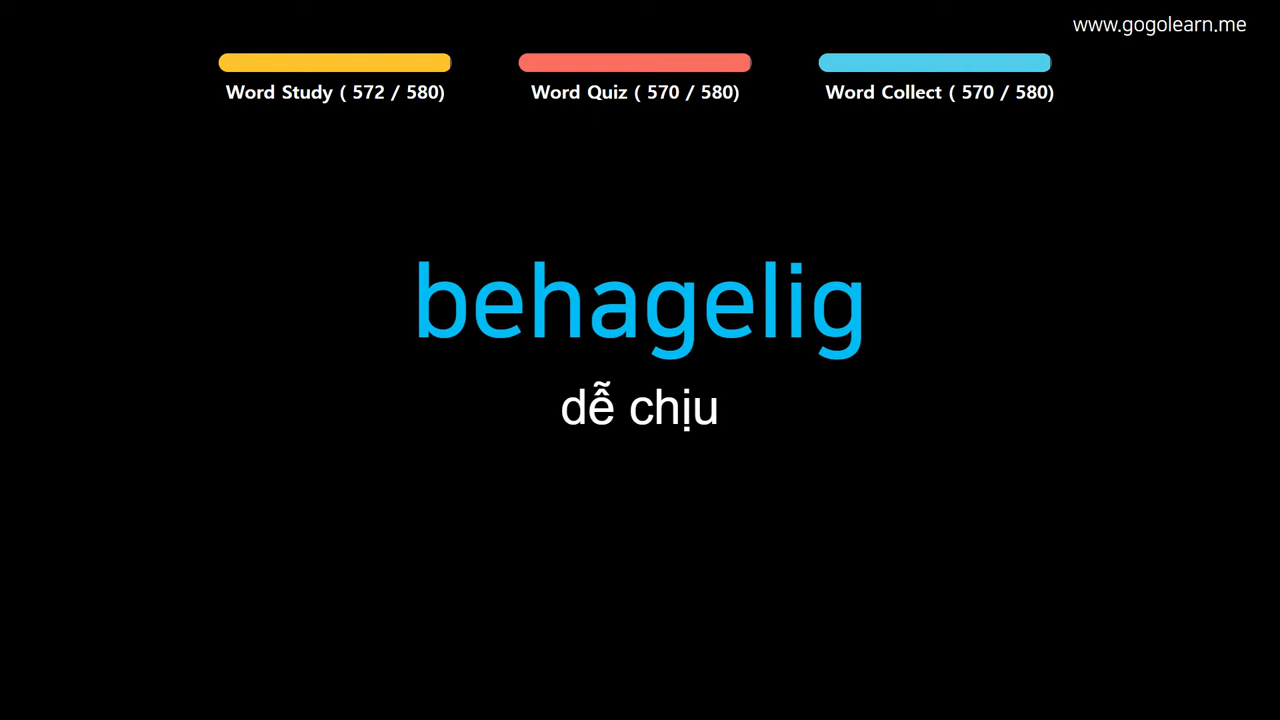 www.gogolearn.me
Word Study ( 572 / 580)
Word Quiz ( 570 / 580)
Word Collect ( 570 / 580)
behagelig
dễ chịu